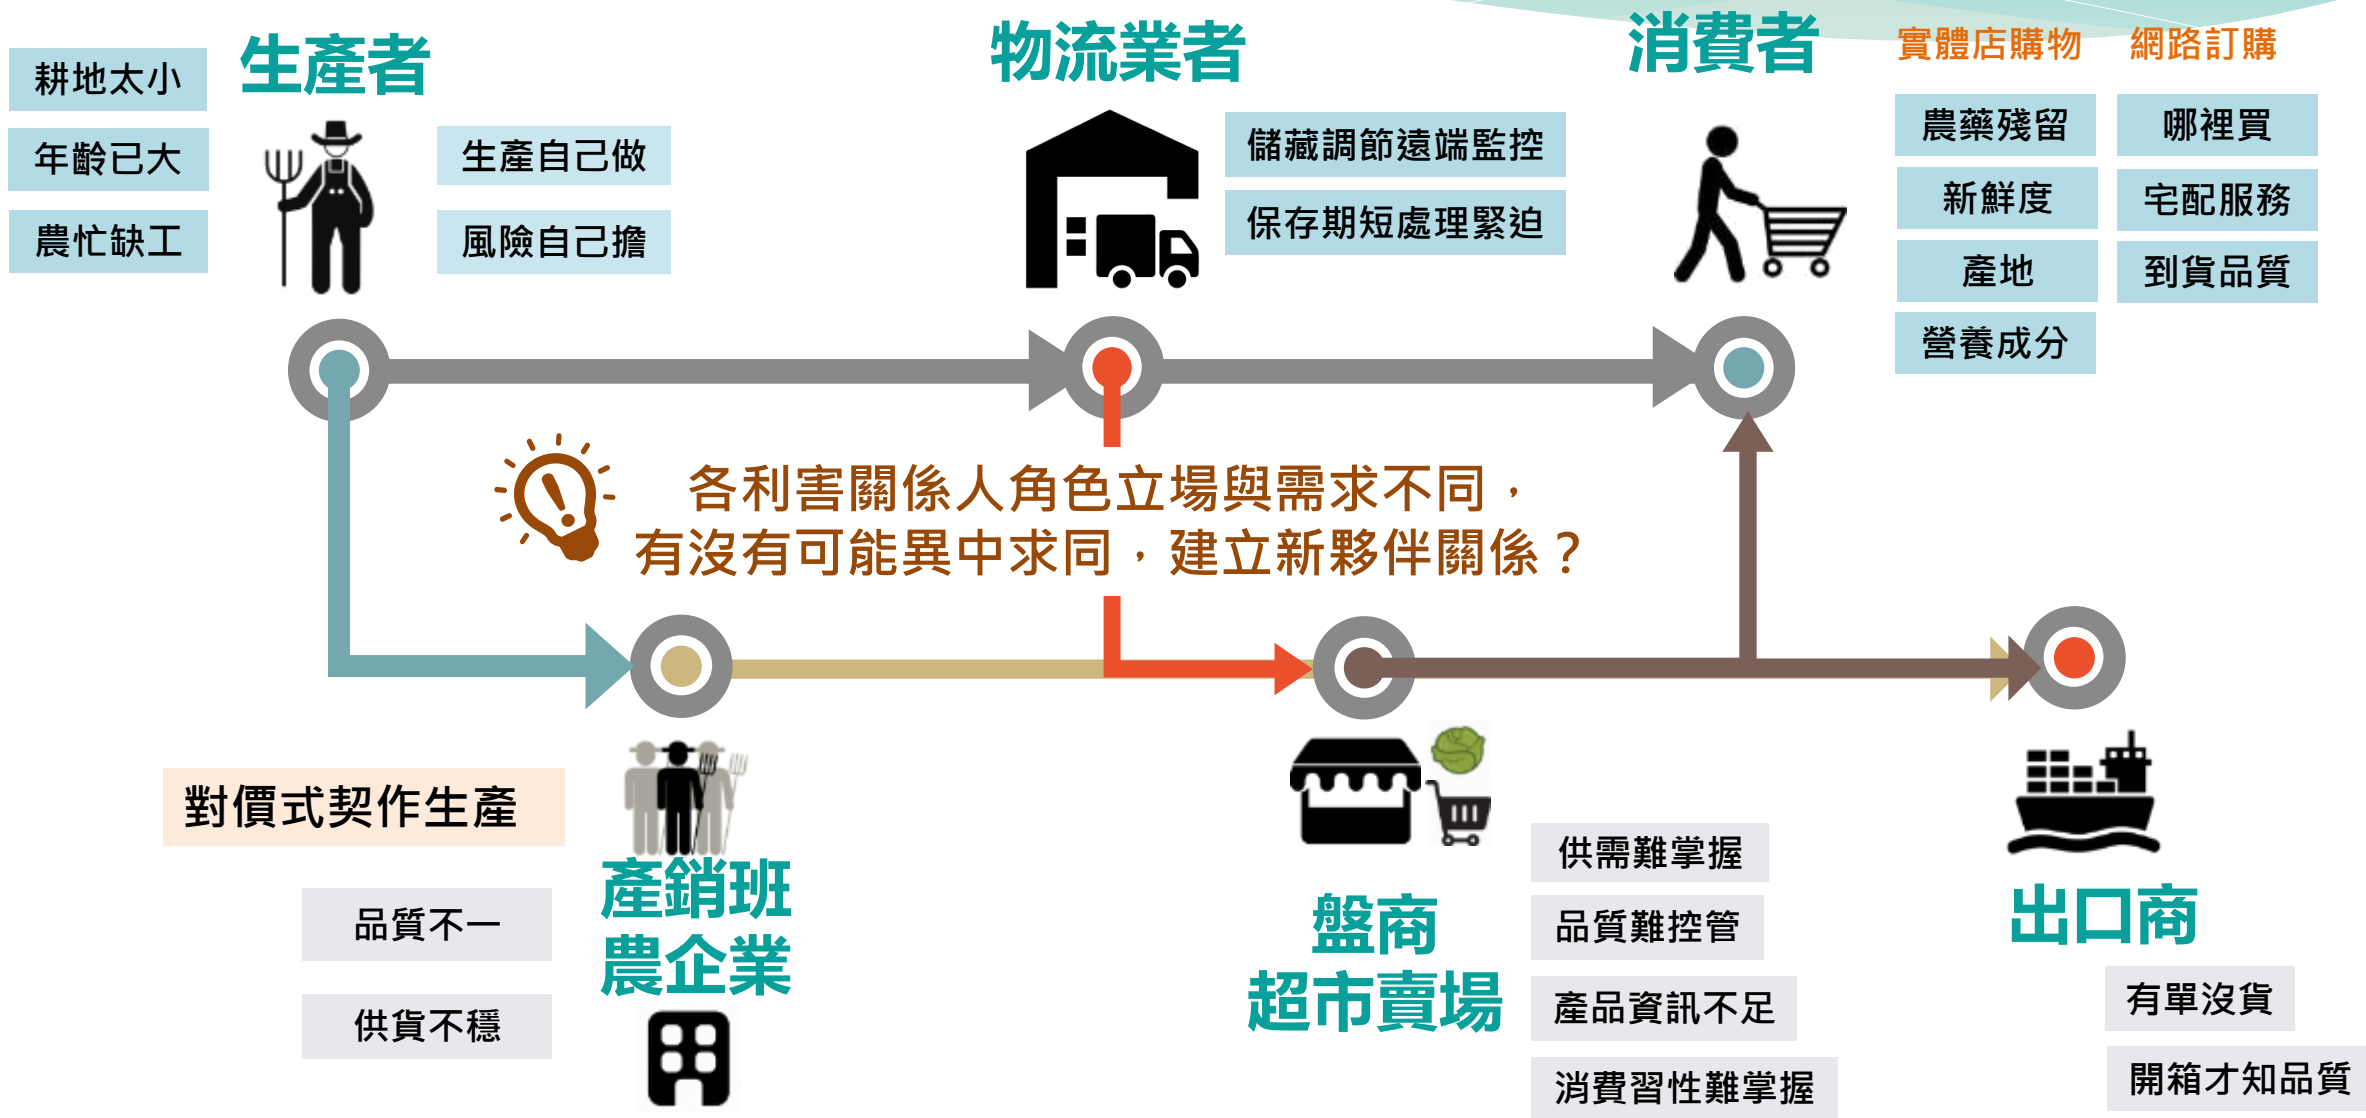 生產者
耕地太小
年齡已大
農忙缺工
生產自己做
風險自己擔
物流業者
儲藏調節遠端監控
保存期短處理緊迫
消費者
實體店購物
農藥殘留
新鮮度
產地
營養成分
網路訂購
哪裡買
宅配服務
到貨品質
各利害關係人角色立場與需求不同，
有沒有可能異中求同，建立新夥伴關係？
對價式契作生產
品質不一
供貨不穩
產銷班
農企業
盤商
超市賣場
供需難掌握
品質難控管
產品資訊不足
消費習性難掌握
出口商
有單沒貨
開箱才知品質